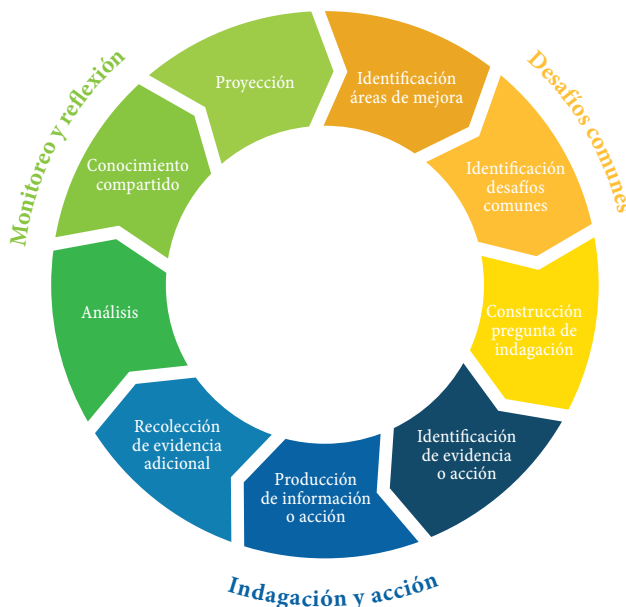 Desafíos comunes
Identificación
áreas de mejora
Identificación
desafíos
comunes
Construcción
pregunta de
indagación
Indagación y acción
Identificación
de evidencia
o acción
Producción
de información
o acción
Recolección
de evidencia
adicional
Monitoreo y reflexión
Análisis
Conocimiento
compartido
Proyección